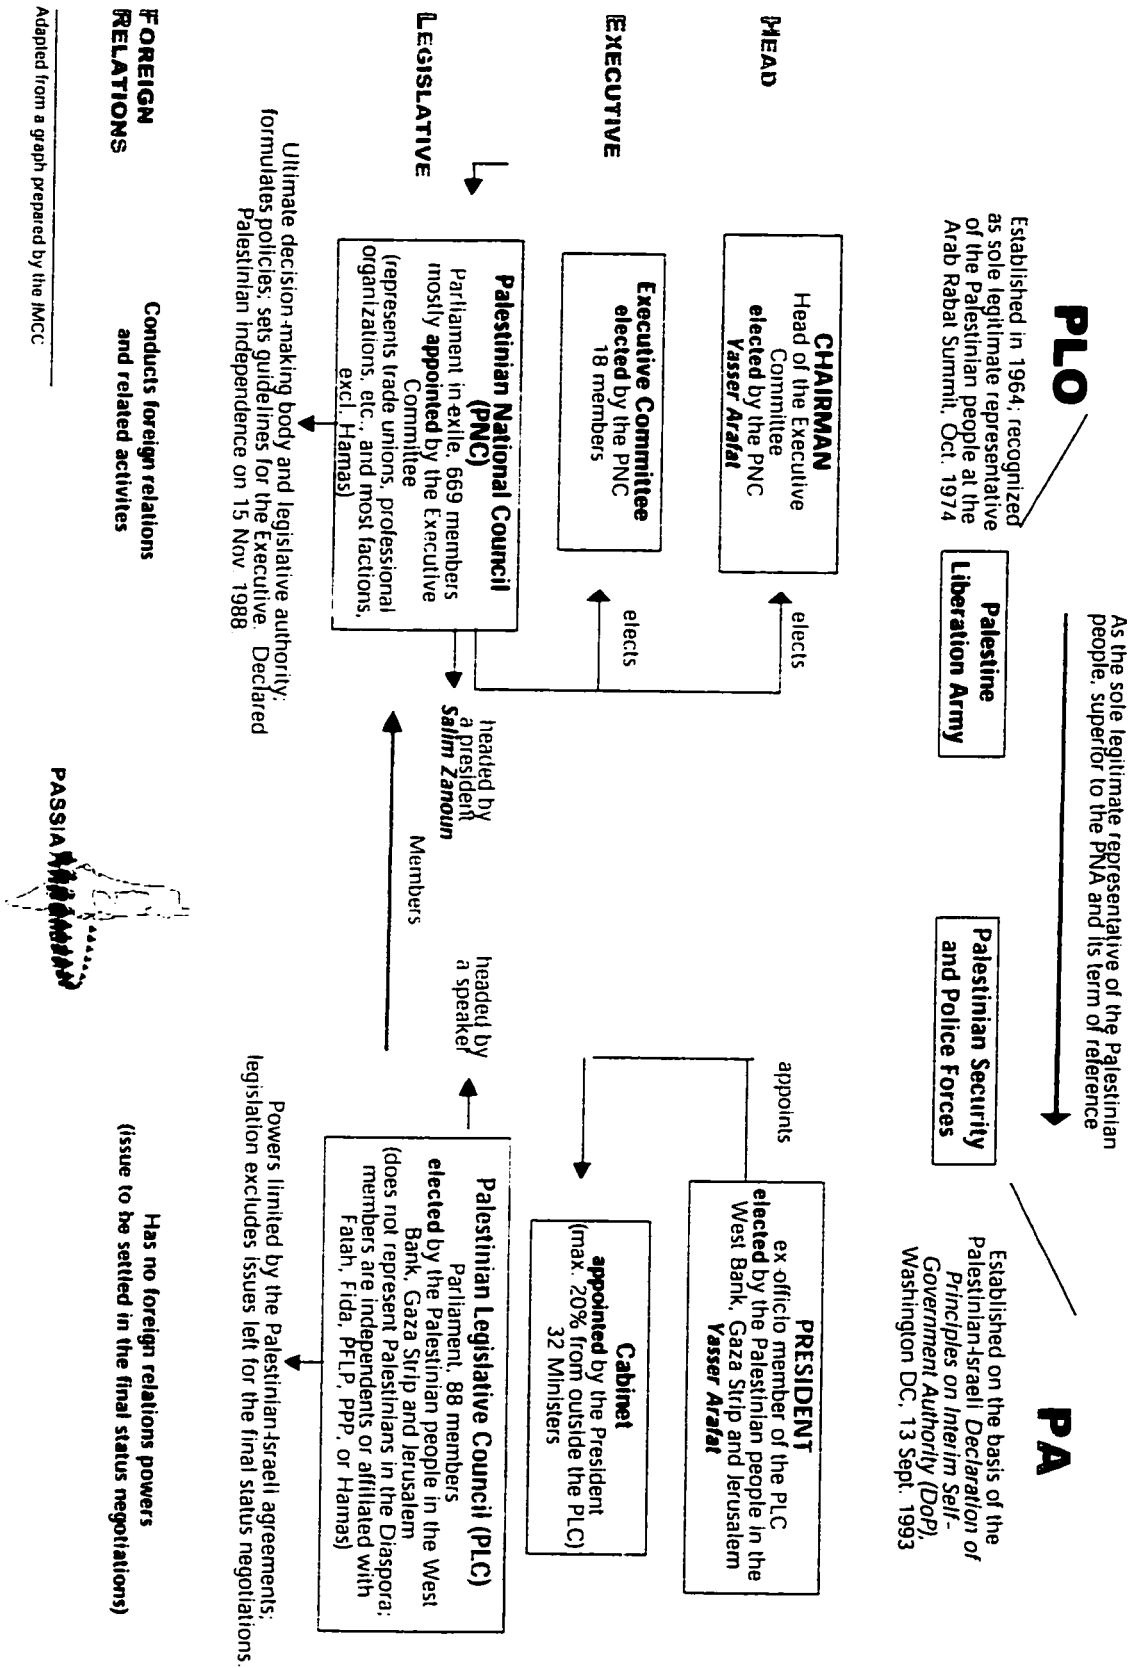 As the sole legitimate representative of the Palestinian
people, superior to the PNA and its term of reference
PLO
PA
Established in 1964; recognized
as sole legitimate representative
of the Palestinian people at the
Arab Rabat Summit, Oct. 1974
Palestine
Liberation Army
Palestinian Security
and Police Forces
Established on the basis of the
Palestinian-Israeli Declaration of
Principles on Interim Self-
Government Authority (DoP),
Washington DC, 13 Sept. 1993
HEAD
CHAIRMAN
Head of the Executive
Committee
elected by the PNC
Yasser Arafat
elects
appoints
PRESIDENT
ex-officio member of the PLC
elected by the Palestinian people in the
West Bank, Gaza Strip and Jerusalem
Yasser Arafat
EXECUTIVE
Executive Committee
elected by the PNC
18 members
elects
Cabinet
appointed by the President
(max. 20% from outside the PLC)
32 Ministers
LEGISLATIVE
Palestinian National Council
(PNC)
Parliament in-exile, 669 members
mostly appointed by the Executive
Committee
(represents trade unions, professional
organizations, etc., and most factions,
excl. Hamas)
headed by
a president
Salim Zanoun
Members
headed by
a speaker
Palestinian Legislative Council (PLC)
Parliament, 88 members
elected by the Palestinian people in the West
Bank, Gaza Strip and Jerusalem
(does not represent Palestinians in the Diaspora;
members are independents or affiliated with
Fatah, Fida, PFLP, PPP, or Hamas)
Ultimate decision-making body and legislative authority;
formulates policies; sets guidelines for the Executive. Declared
Palestinian independence on 15 Nov. 1988
Powers limited by the Palestinian-Israeli agreements;
legislation excludes issues left for the final status negotiations.
FOREIGN
RELATIONS
Conducts foreign relations
and related activites
Has no foreign relations powers
(issue to be settled in the final status negotiations)
Adapted from a graph prepared by the JMCC
PASSIA